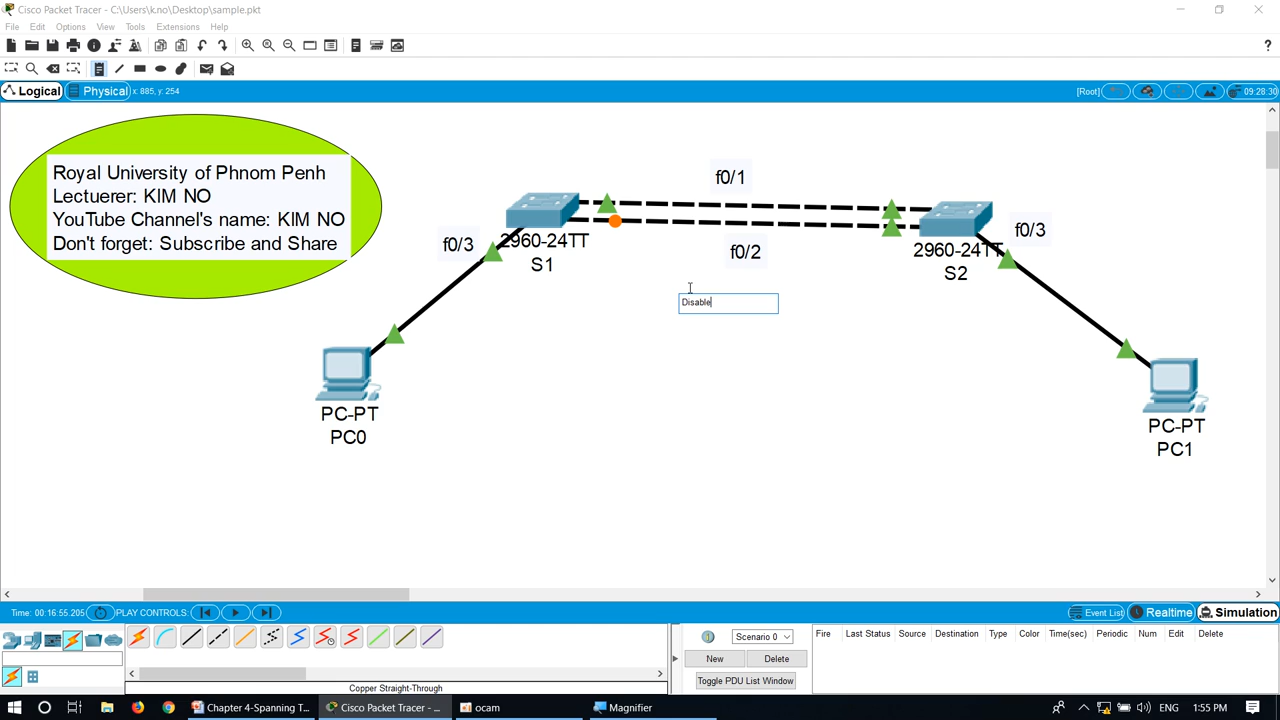 Cisco Packet Tracer - C:\Users\k.no\Desktop\sample.pkt
File Edit Options View Tools Extensions Help
?
Logical Physical x: 885, y: 254 [Root] 09:28:30
Royal University of Phnom Penh
Lectuerer: KIM NO
YouTube Channel's name: KIM NO
Don't forget: Subscribe and Share
f0/1
f0/3
2960-24TT
S1
f0/2
f0/3
2960-24TT
S2
Disable
PC-PT
PC0
PC-PT
PC1
Time: 00:16:55.205 PLAY CONTROLS: Event List Realtime Simulation
Scenario 0
New Delete
Toggle PDU List Window
Fire Last Status Source Destination Type Color Time(sec) Periodic Num Edit Delete
Copper Straight-Through
Chapter 4-Spanning T... Cisco Packet Tracer - ... ocam Magnifier ENG 1:55 PM